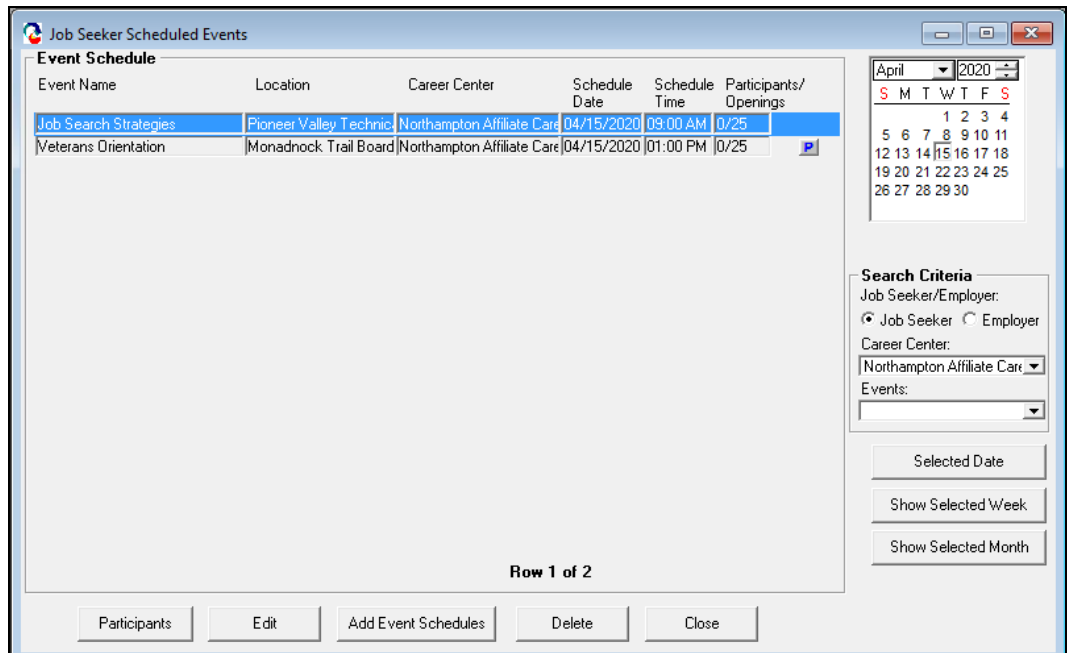 Job Seeker Scheduled Events
Event Schedule
Event Name Location Career Center Schedule Date Schedule Time Participants/ Openings
Job Search Strategies Pioneer Valley Technic Northampton Affiliate Care 04/15/2020 09:00 AM 0/25
Veterans Orientation Monadnock Trail Board Northampton Affiliate Care 04/15/2020 01:00 PM 0/25 P
Row 1 of 2
Participants Edit Add Event Schedules Delete Close
April 2020
S M T W T F S
1 2 3 4
5 6 7 8 9 10 11
12 13 14 15 16 17 18
19 20 21 22 23 24 25
26 27 28 29 30
Search Criteria
Job Seeker/Employer:
Job Seeker Employer
Career Center:
Northampton Affiliate Care
Events:
Selected Date
Show Selected Week
Show Selected Month